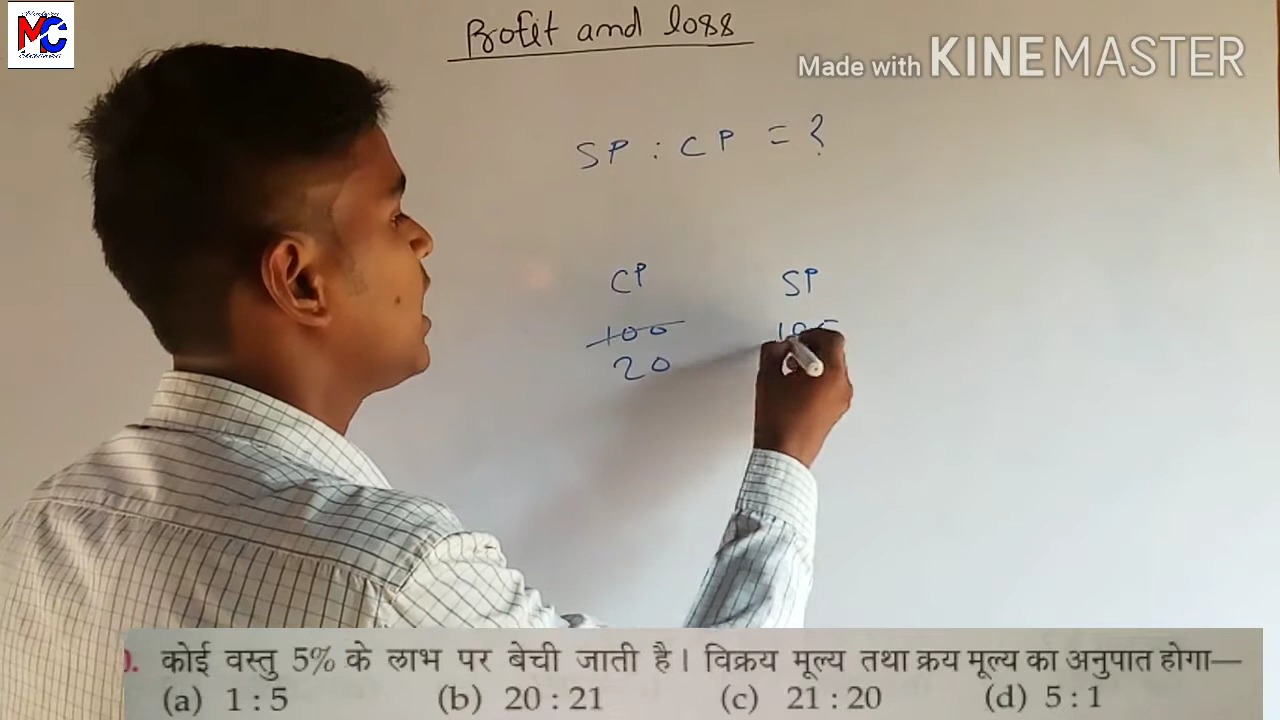 MC
Profit and loss
Made with KINEMASTER
SP : CP = ?
CP SP
100 105
20
कोई वस्तु 5% के लाभ पर बेची जाती है। विक्रय मूल्य तथा क्रय मूल्य का अनुपात होगा—
(a) 1 : 5 (b) 20 : 21 (c) 21 : 20 (d) 5 : 1